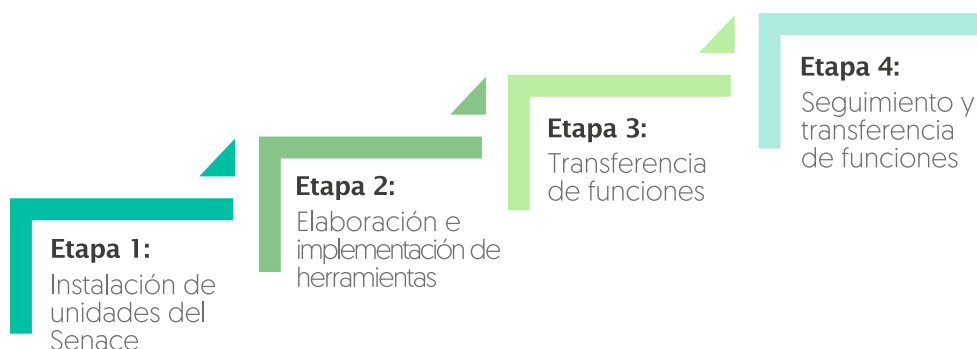 Etapa 1:
Instalación de
unidades del
Senace
Etapa 2:
Elaboración e
implementación de
herramientas
Etapa 3:
Transferencia
de funciones
Etapa 4:
Seguimiento y
transferencia
de funciones